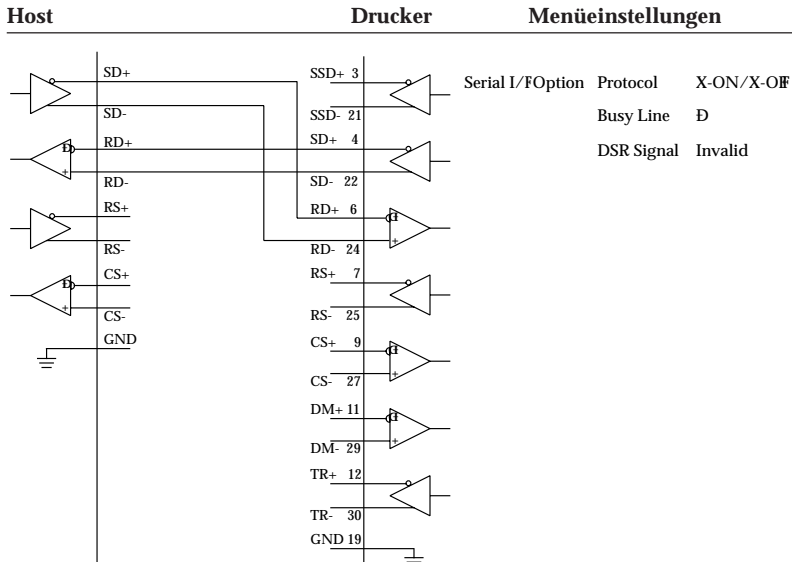 Host Drucker Menüeinstellungen
SD+
SD-
RD+
RD-
RS+
RS-
CS+
CS-
GND
SSD+ 3
SSD- 21
SD+ 4
SD- 22
RD+ 6
RD- 24
RS+ 7
RS- 25
CS+ 9
CS- 27
DM+ 11
DM- 29
TR+ 12
TR- 30
GND 19
Serial I/F Option Protocol X-ON/X-OFF
Busy Line
DSR Signal Invalid